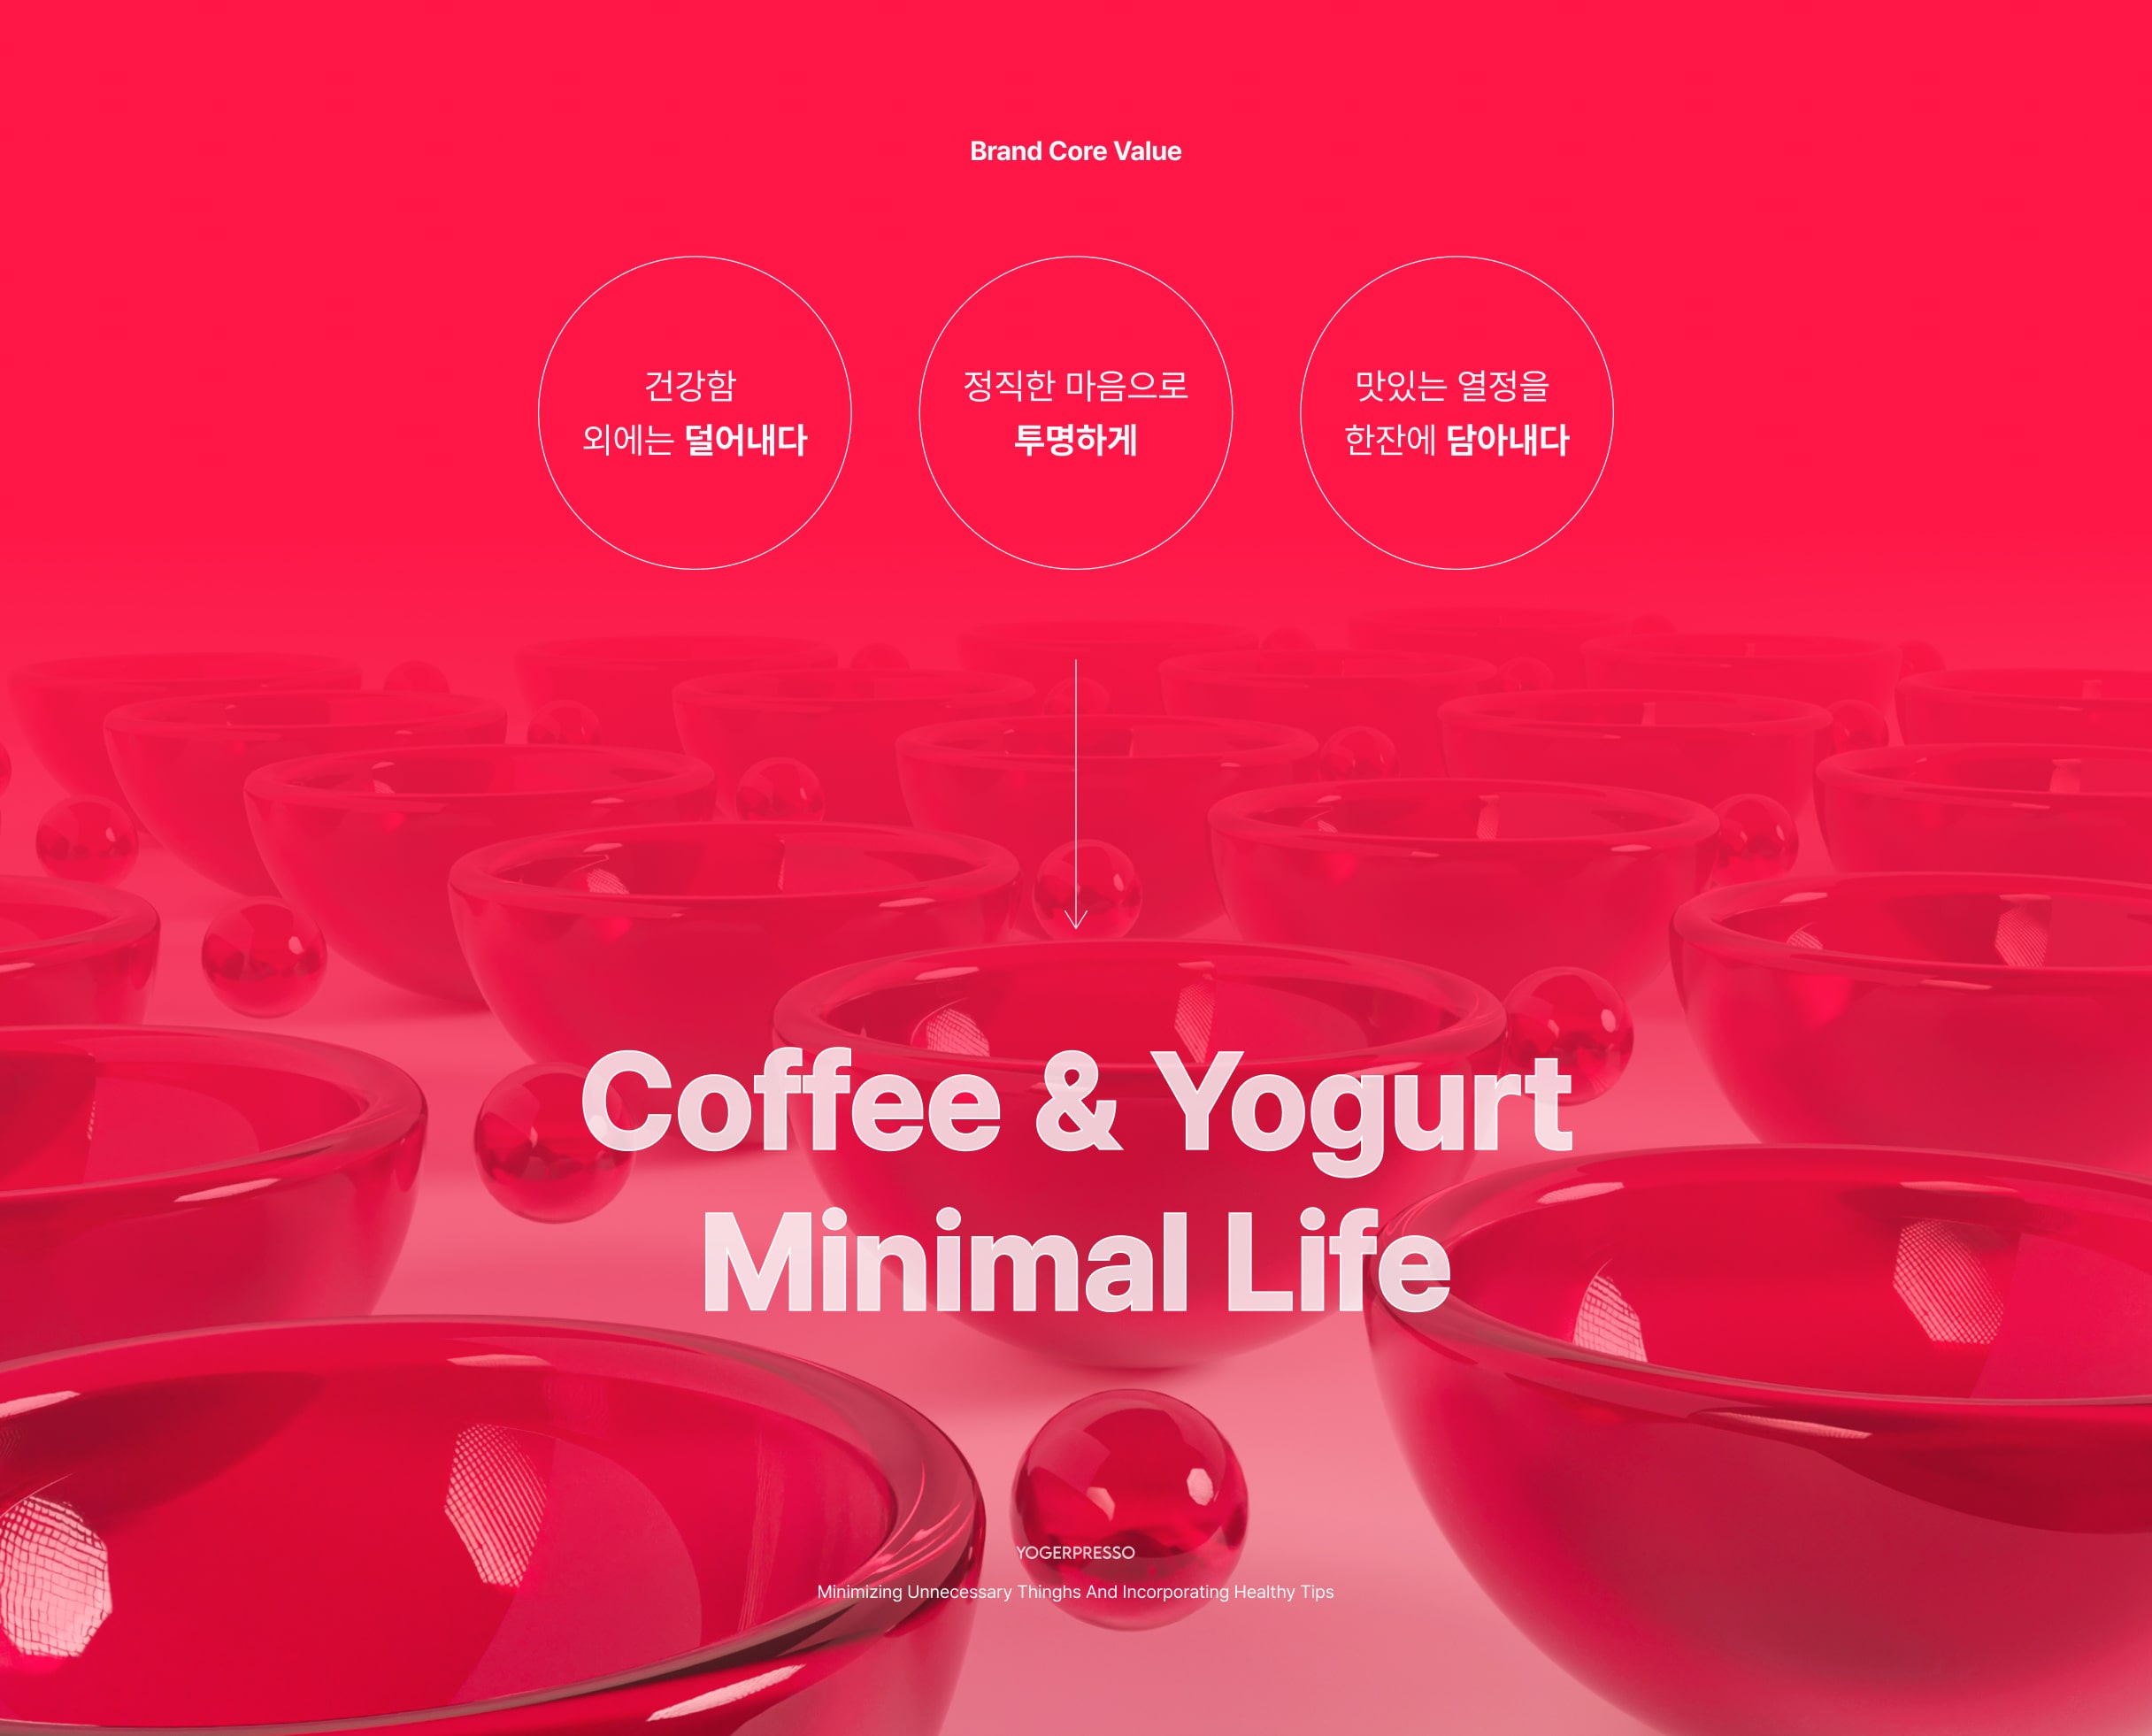 Brand Core Value
건강함
외에는 덜어내다
정직한 마음으로
투명하게
맛있는 열정을
한잔에 담아내다
Coffee & Yogurt
Minimal Life
YOGERPRESSO
Minimizing Unnecessary Thinghs And Incorporating Healthy Tips